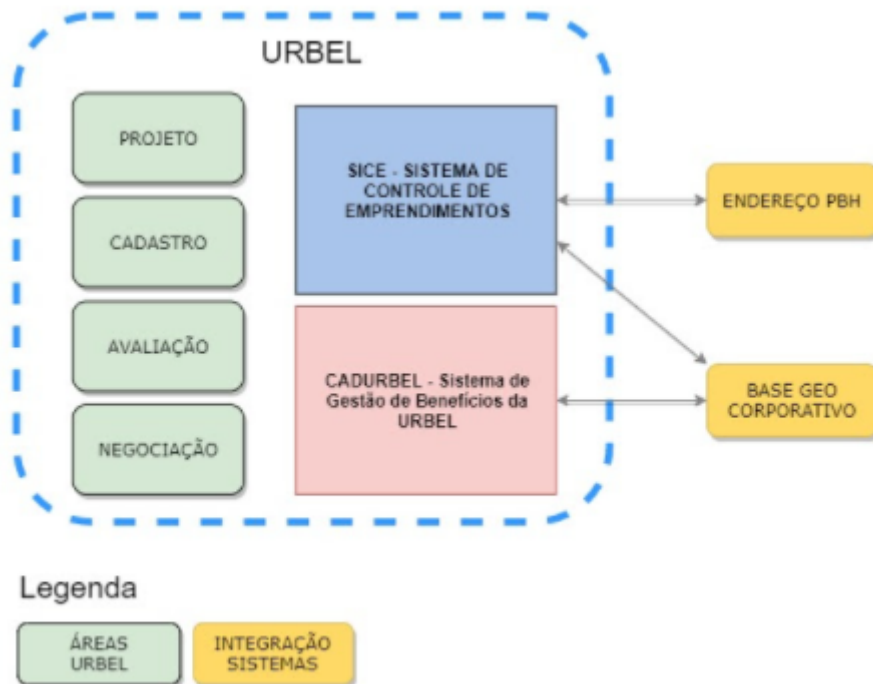 URBEL
PROJETO
CADASTRO
AVALIAÇÃO
NEGOCIAÇÃO
SICE - SISTEMA DE
CONTROLE DE
EMPRENDIMENTOS
CADURBEL - Sistema de
Gestão de Benefícios da
URBEL
ENDEREÇO PBH
BASE GEO
CORPORATIVO
Legenda
ÁREAS
URBEL
INTEGRAÇÃO
SISTEMAS